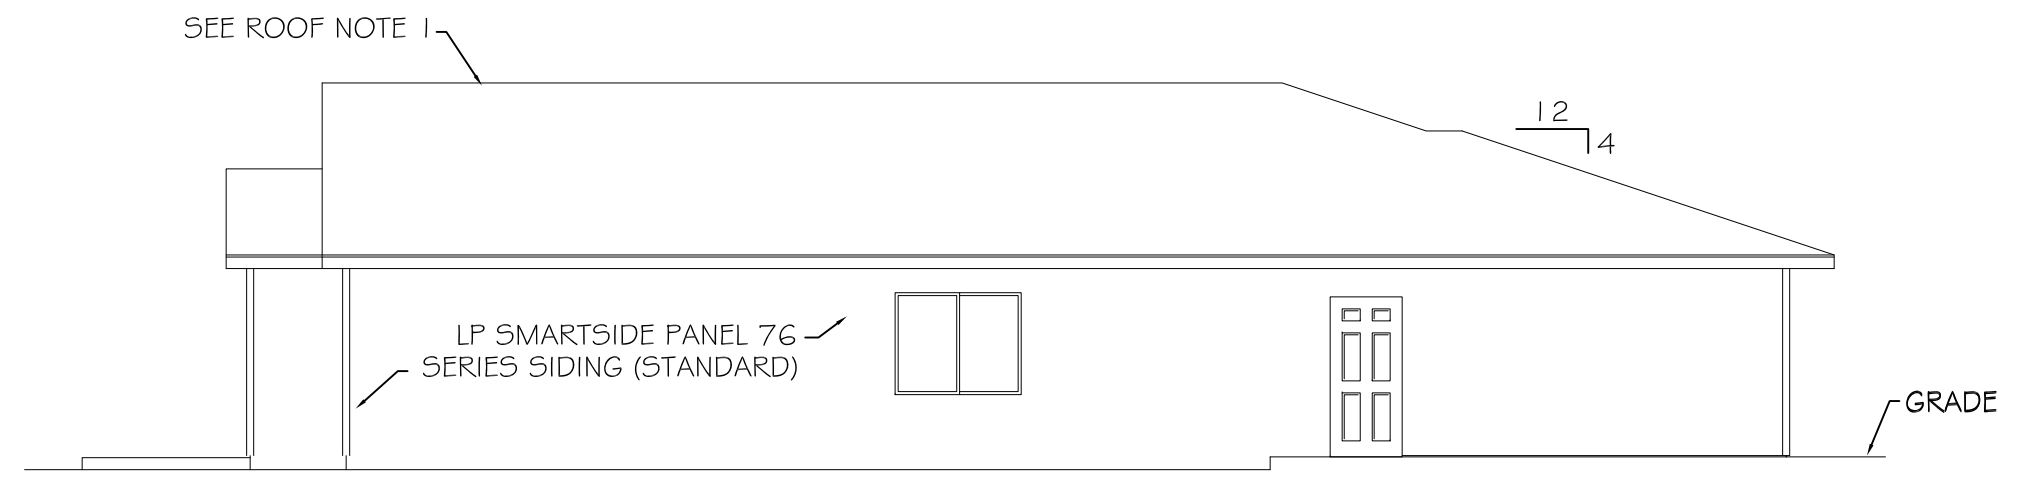 SEE ROOF NOTE 1
12
4
LP SMARTSIDE PANEL 76
SERIES SIDING (STANDARD)
GRADE